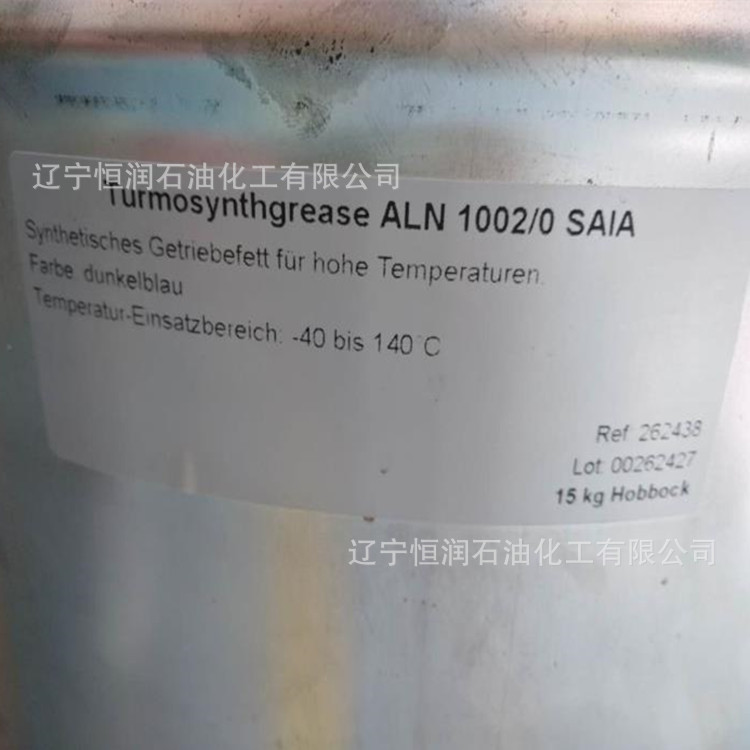 辽宁恒润石油化工有限公司
Turmosynthgrease ALN 1002/0 SAIA
Synthetisches Getriebefett für hohe Temperaturen.
Farbe: dunkelblau
Temperatur-Einsatzbereich: -40 bis 140°C
Ref. 262438
Lot: 00262427
15 kg Hobbock
辽宁恒润石油化工有限公司